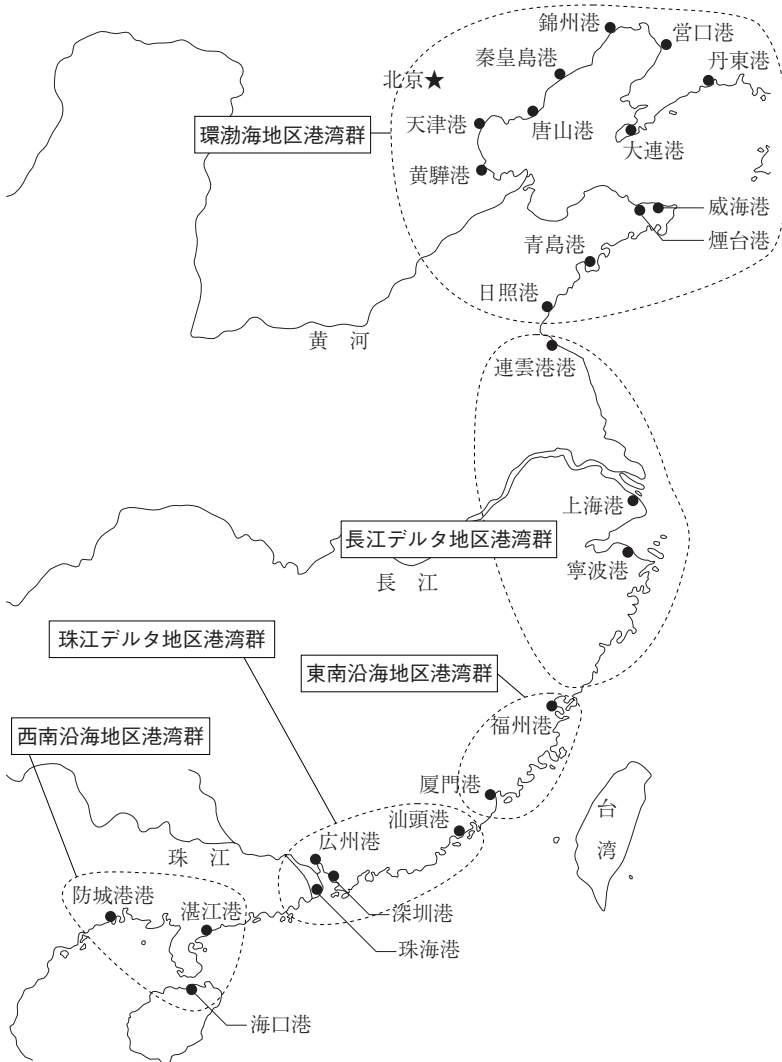 錦州港
営口港
秦皇島港
丹東港
北京★
天津港
唐山港
環渤海地区港湾群
大連港
黄驊港
威海港
煙台港
青島港
日照港
黄　河
連雲港港
上海港
長江デルタ地区港湾群
寧波港
長　江
珠江デルタ地区港湾群
東南沿海地区港湾群
福州港
西南沿海地区港湾群
厦門港
汕頭港
台湾
広州港
珠　江
防城港港
湛江港
深圳港
珠海港
海口港